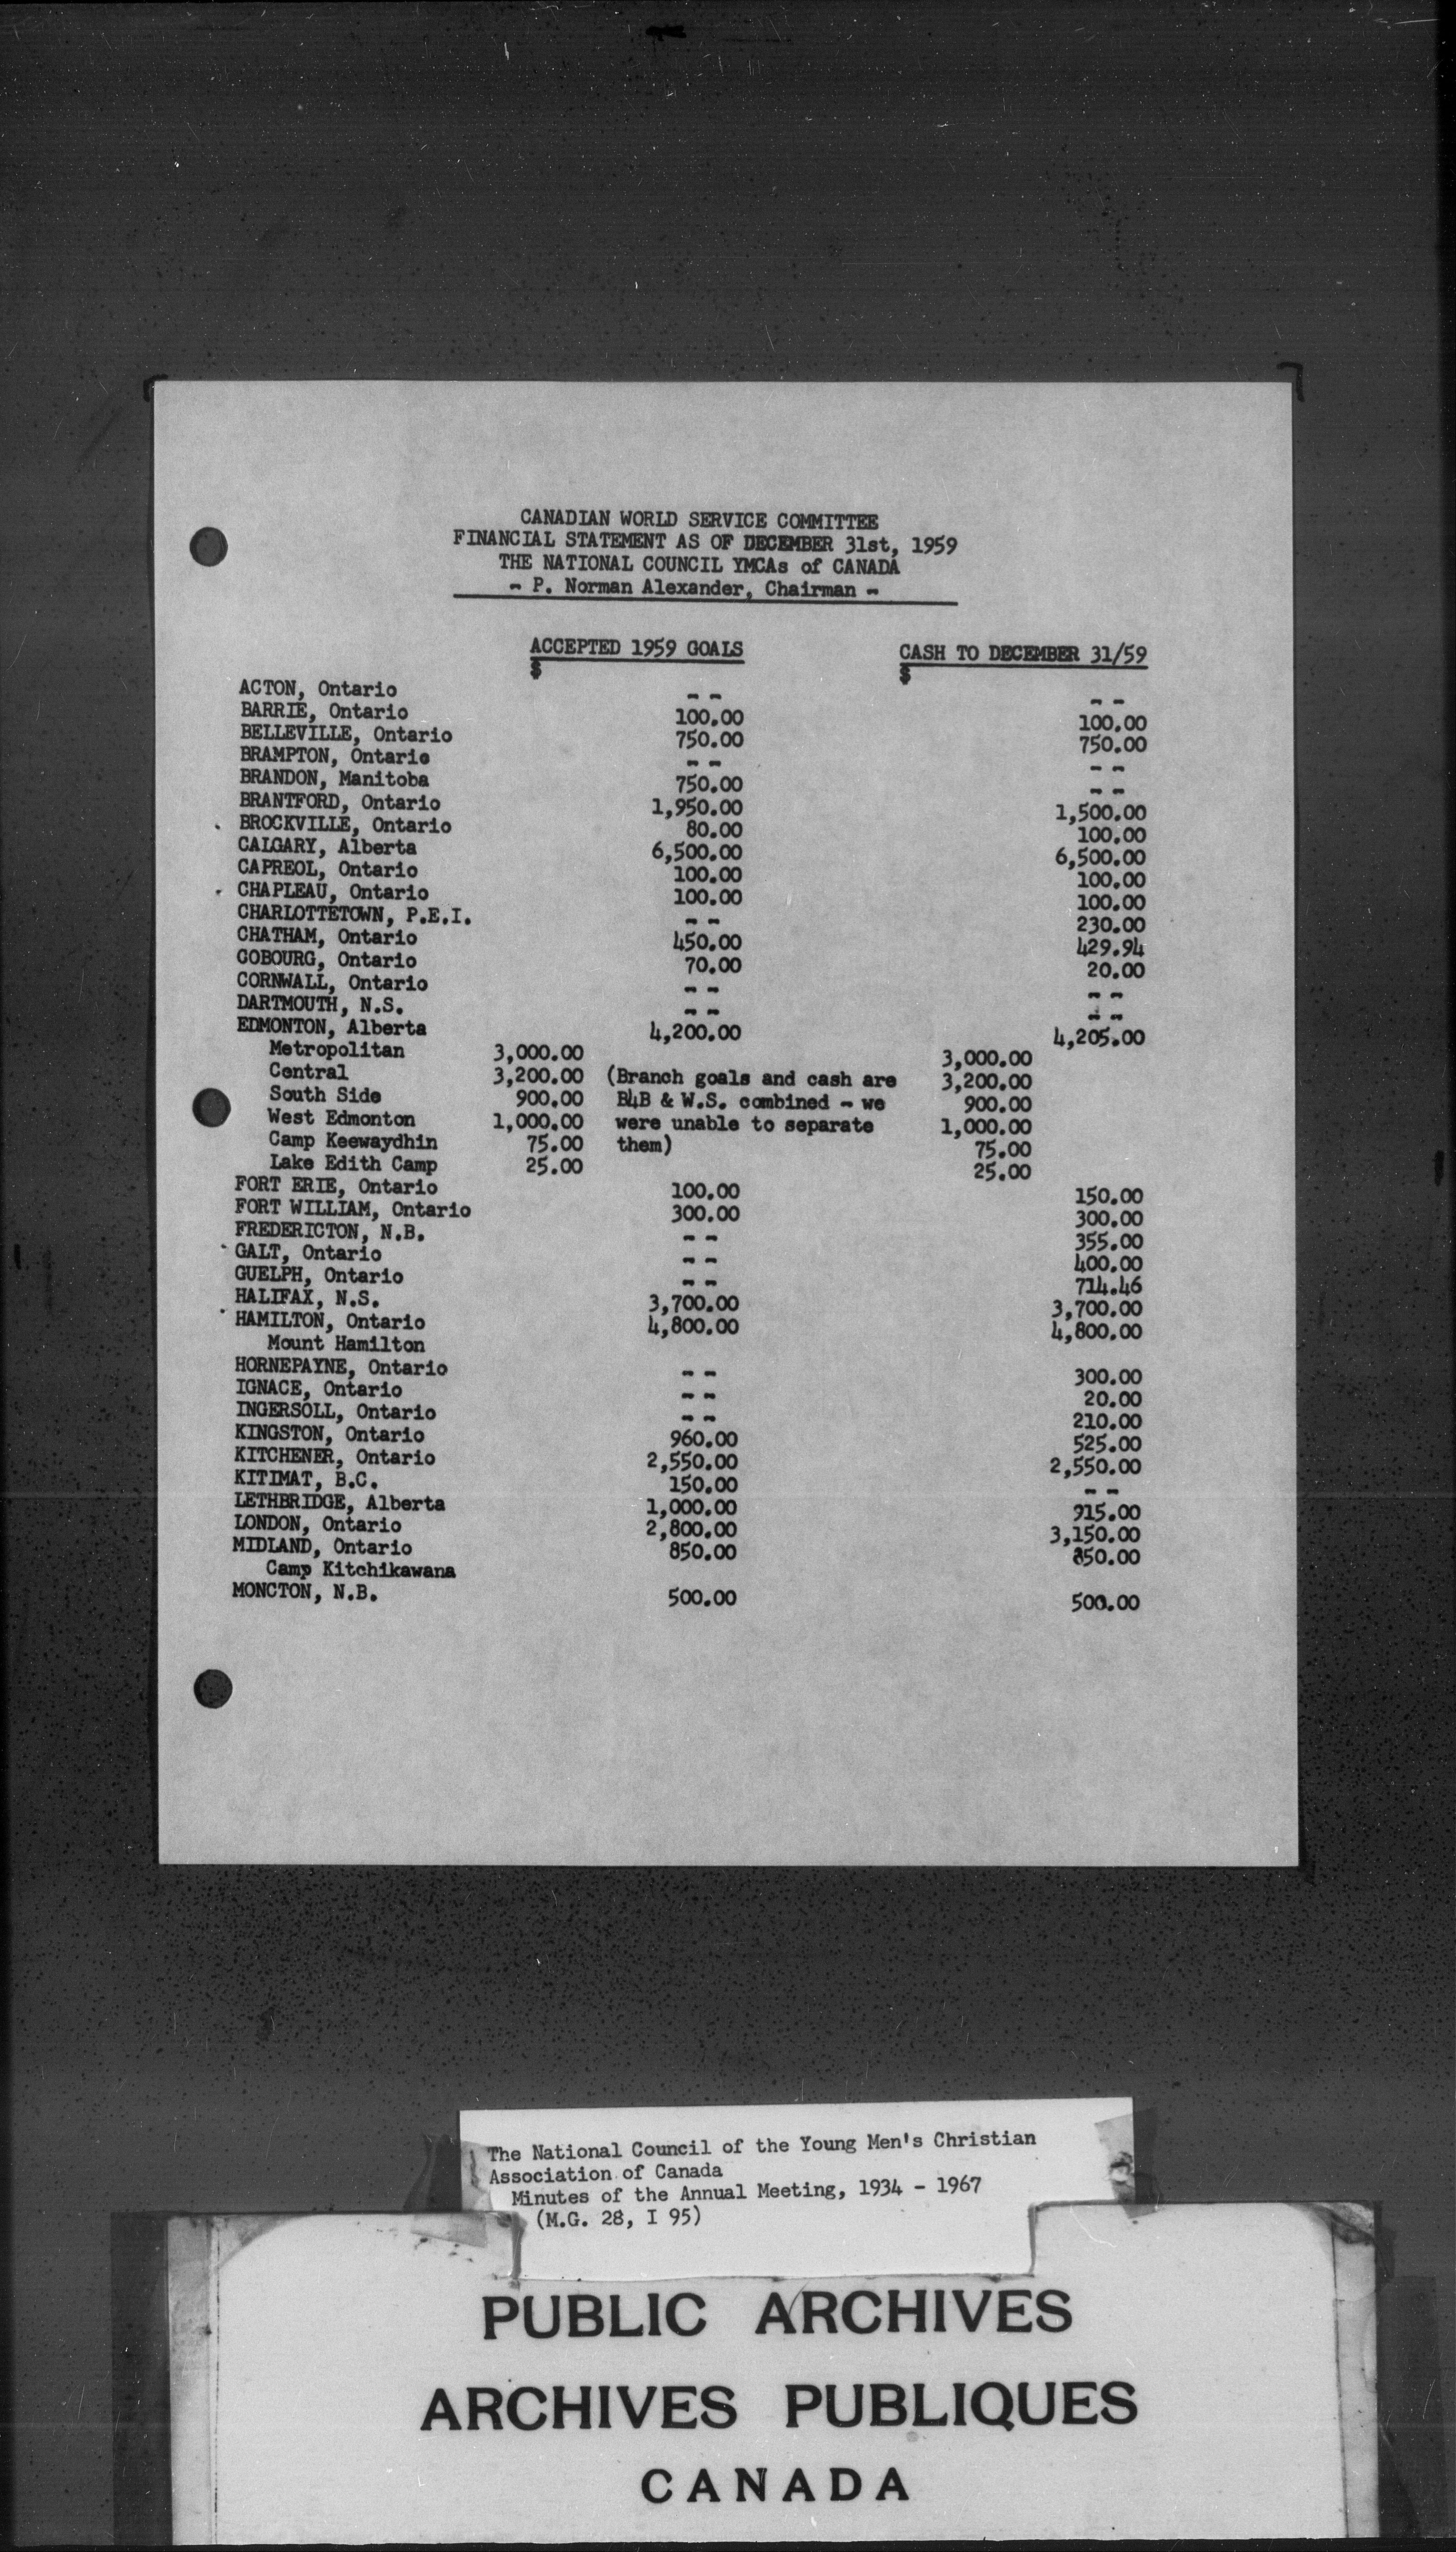 CANADIAN WORLD SERVICE COMMITTEE
FINANCIAL STATEMENT AS OF DECEMBER 31st, 1959
THE NATIONAL COUNCIL YMCAs of CANADA
- P. Norman Alexander, Chairman -
ACCEPTED 1959 GOALS CASH TO DECEMBER 31/59
$ $
ACTON, Ontario - - - -
BARRIE, Ontario 100.00 100.00
BELLEVILLE, Ontario 750.00 750.00
BRAMPTON, Ontario - - - -
BRANDON, Manitoba 750.00 - -
BRANTFORD, Ontario 1,950.00 1,500.00
BROCKVILLE, Ontario 80.00 100.00
CALGARY, Alberta 6,500.00 6,500.00
CAPREOL, Ontario 100.00 100.00
CHAPLEAU, Ontario 100.00 100.00
CHARLOTTETOWN, P.E.I. - - 230.00
CHATHAM, Ontario 450.00 429.94
COBOURG, Ontario 70.00 20.00
CORNWALL, Ontario - - - -
DARTMOUTH, N.S. - - - -
EDMONTON, Alberta 4,200.00 4,205.00
Metropolitan 3,000.00 3,000.00
Central 3,200.00 (Branch goals and cash are 3,200.00
South Side 900.00 B4B & W.S. combined - we 900.00
West Edmonton 1,000.00 were unable to separate 1,000.00
Camp Keewaydhin 75.00 them) 75.00
Lake Edith Camp 25.00 25.00
FORT ERIE, Ontario 100.00 150.00
FORT WILLIAM, Ontario 300.00 300.00
FREDERICTON, N.B. - - 355.00
GALT, Ontario - - 400.00
GUELPH, Ontario - - 714.46
HALIFAX, N.S. 3,700.00 3,700.00
HAMILTON, Ontario 4,800.00 4,800.00
Mount Hamilton
HORNEPAYNE, Ontario - - 300.00
IGNACE, Ontario - - 20.00
INGERSOLL, Ontario - - 210.00
KINGSTON, Ontario 960.00 525.00
KITCHENER, Ontario 2,550.00 2,550.00
KITIMAT, B.C. 150.00 - -
LETHBRIDGE, Alberta 1,000.00 915.00
LONDON, Ontario 2,800.00 3,150.00
MIDLAND, Ontario 850.00 850.00
Camp Kitchikawana
MONCTON, N.B. 500.00 500.00
The National Council of the Young Men's Christian
Association of Canada
Minutes of the Annual Meeting, 1934 - 1967
(M.G. 28, I 95)
PUBLIC ARCHIVES
ARCHIVES PUBLIQUES
CANADA